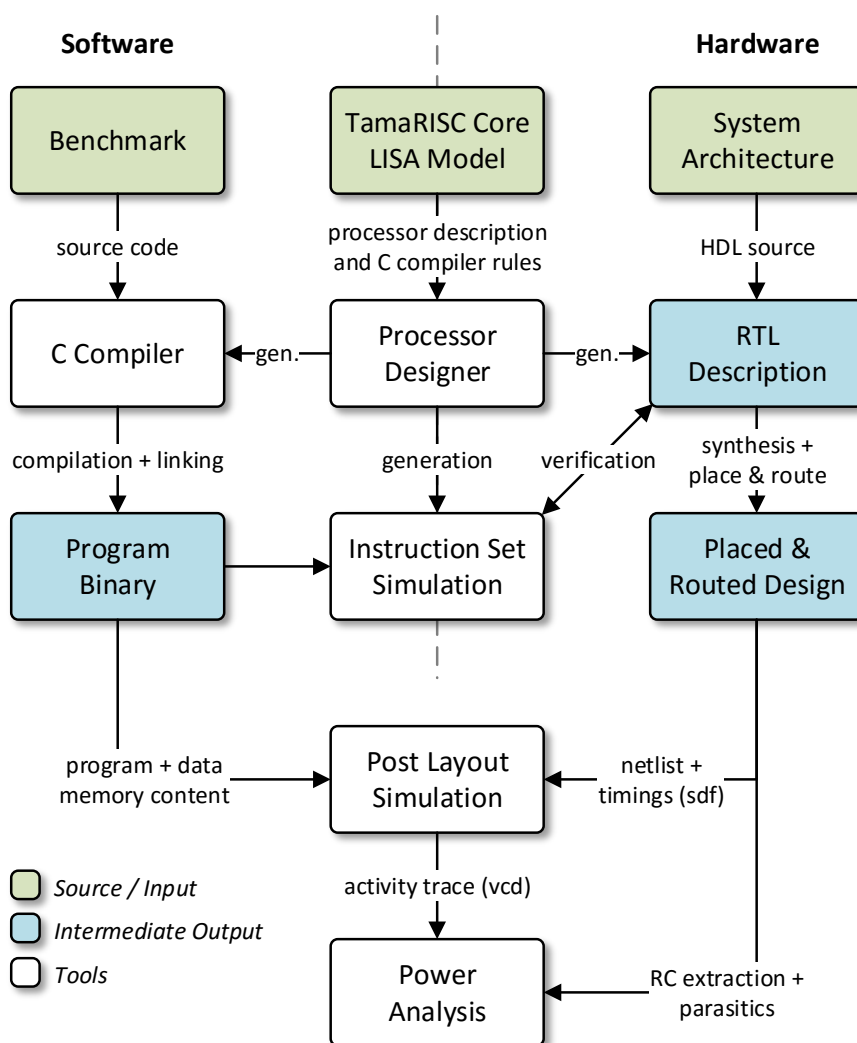 Software
Hardware
Benchmark
TamaRISC Core
LISA Model
System
Architecture
source code
processor description
and C compiler rules
HDL source
C Compiler
gen.
Processor
Designer
gen.
RTL
Description
compilation + linking
generation
verification
synthesis +
place & route
Program
Binary
Instruction Set
Simulation
Placed &
Routed Design
program + data
memory content
Post Layout
Simulation
netlist +
timings (sdf)
Source / Input
Intermediate Output
Tools
activity trace (vcd)
Power
Analysis
RC extraction +
parasitics